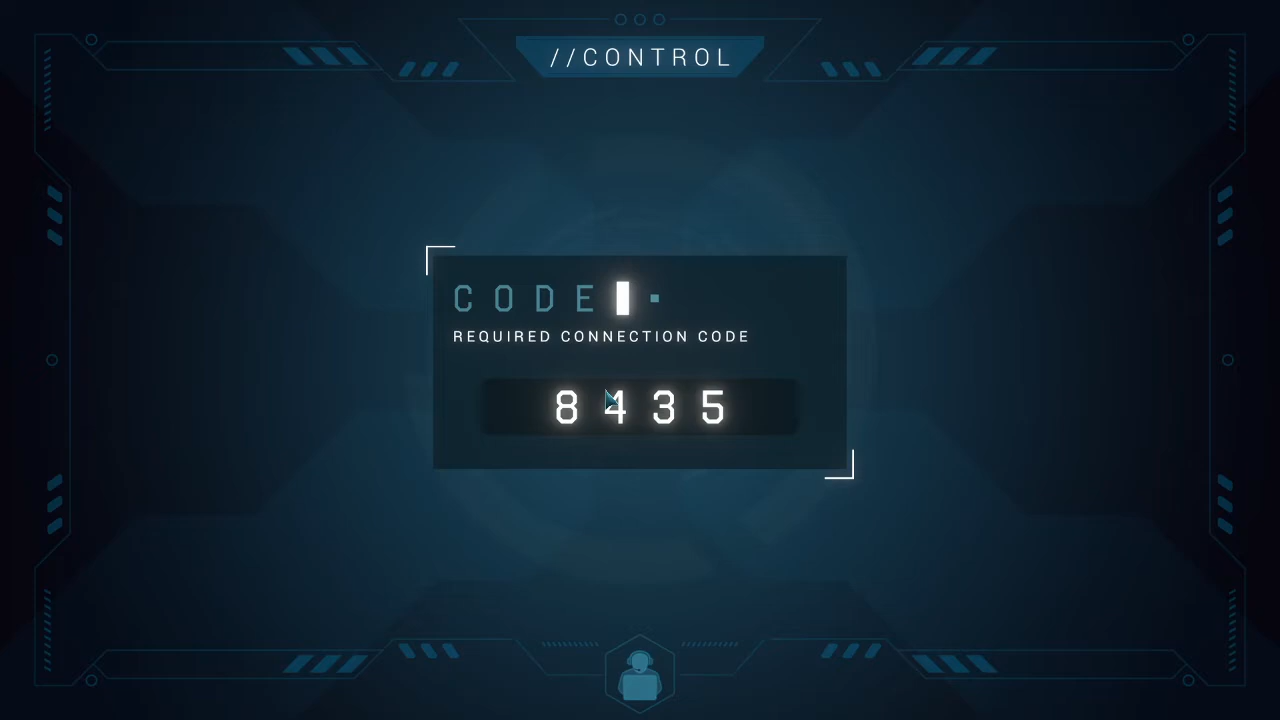 //CONTROL
CODE
REQUIRED CONNECTION CODE
8435